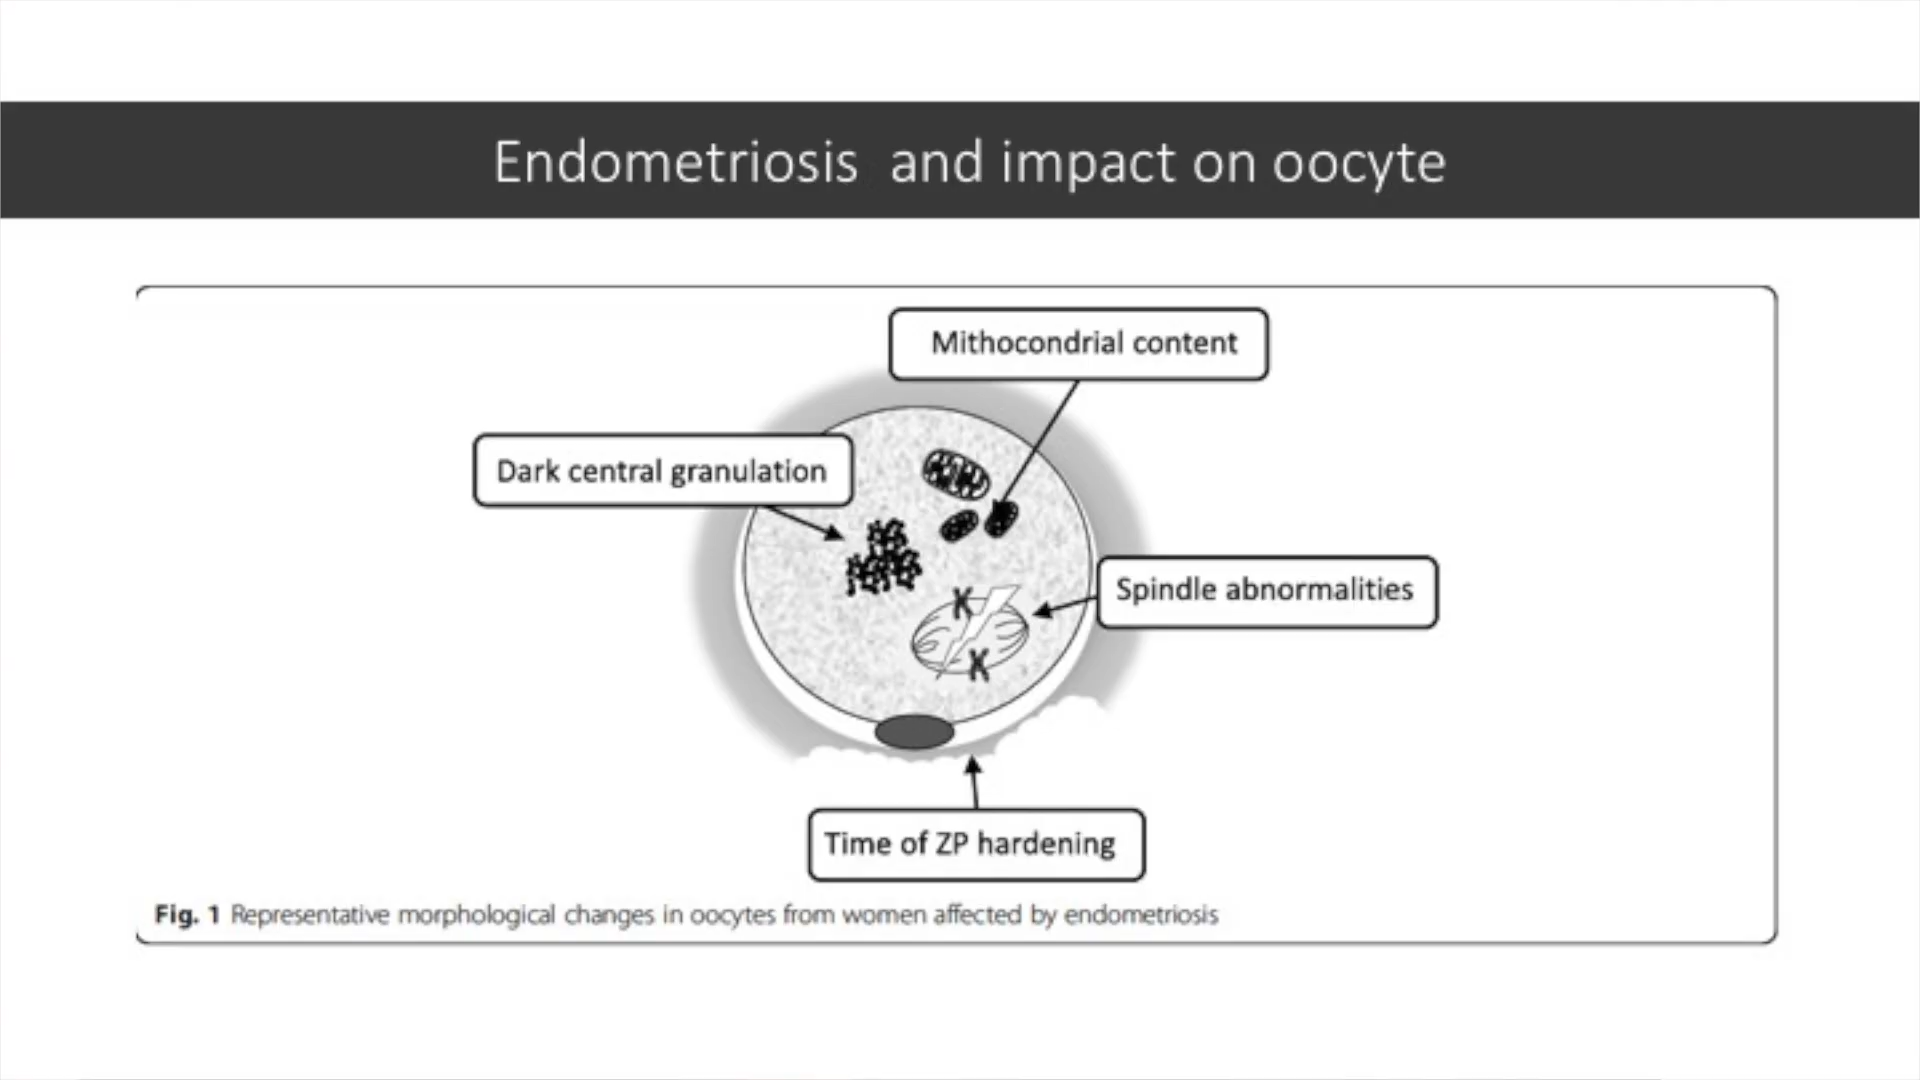 Endometriosis and impact on oocyte
Mithocondrial content
Dark central granulation
Spindle abnormalities
Time of ZP hardening
Fig. 1 Representative morphological changes in oocytes from women affected by endometriosis